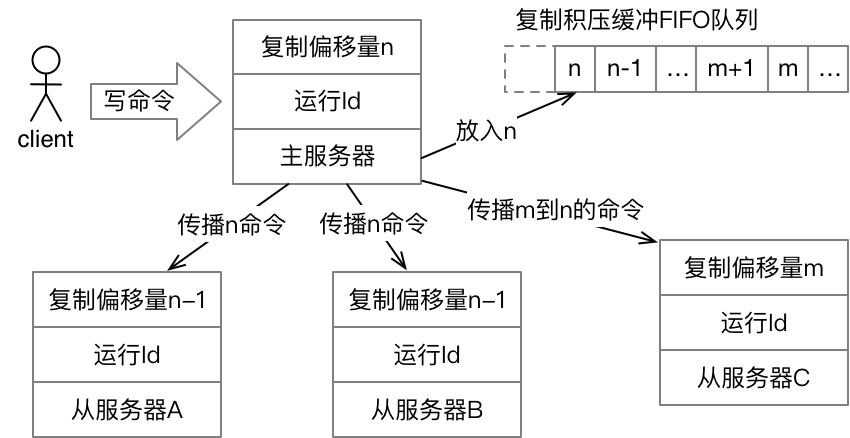 复制积压缓冲FIFO队列
n n-1 … m+1 m …
复制偏移量n
运行Id
主服务器
写命令
client
放入n
传播n命令
传播n命令
传播m到n的命令
复制偏移量n−1
运行Id
从服务器A
复制偏移量n−1
运行Id
从服务器B
复制偏移量m
运行Id
从服务器C